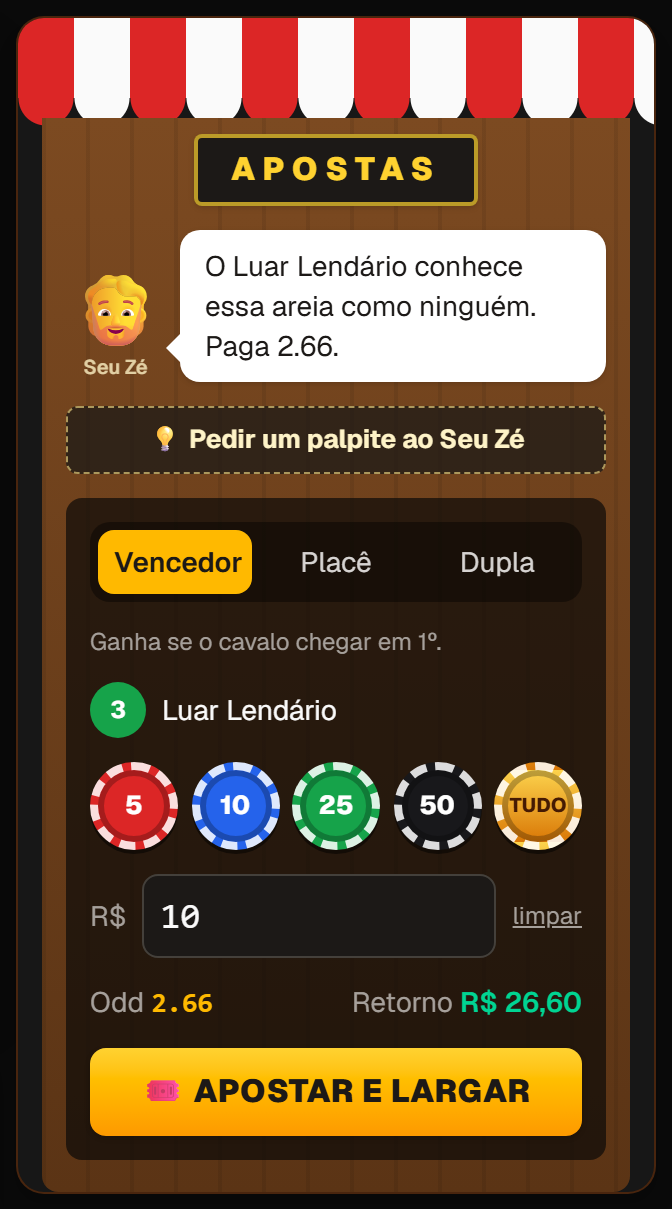 APOSTAS
O Luar Lendário conhece
essa areia como ninguém.
Paga 2.66.
Seu Zé
Pedir um palpite ao Seu Zé
Vencedor Placê Dupla
Ganha se o cavalo chegar em 1º.
3 Luar Lendário
5 10 25 50 TUDO
R$ 10 limpar
Odd 2.66 Retorno R$ 26,60
APOSTAR E LARGAR